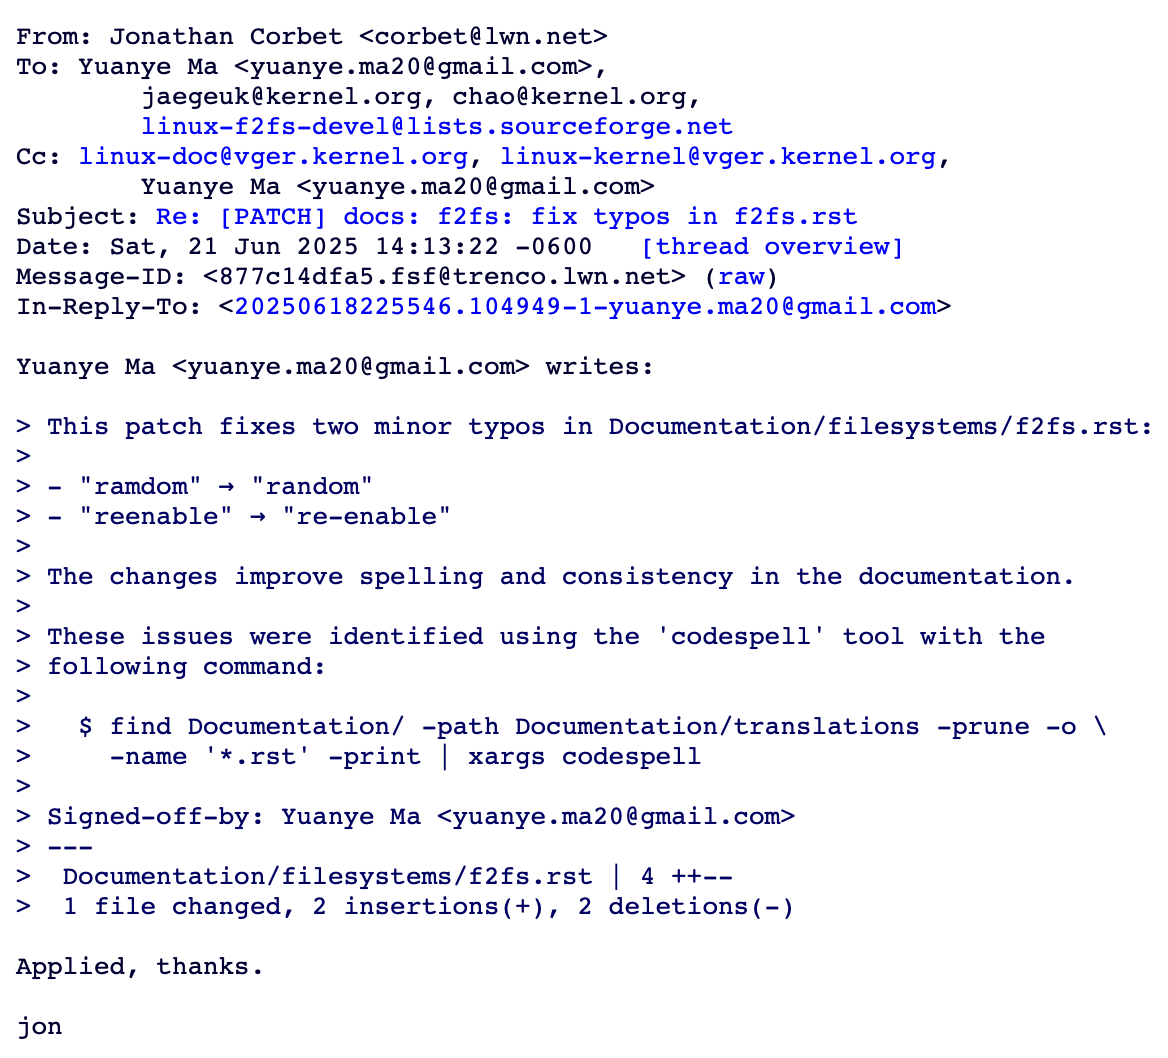 From: Jonathan Corbet <corbet@lwn.net>
To: Yuanye Ma <yuanye.ma20@gmail.com>,
        jaegeuk@kernel.org, chao@kernel.org,
        linux-f2fs-devel@lists.sourceforge.net
Cc: linux-doc@vger.kernel.org, linux-kernel@vger.kernel.org,
        Yuanye Ma <yuanye.ma20@gmail.com>
Subject: Re: [PATCH] docs: f2fs: fix typos in f2fs.rst
Date: Sat, 21 Jun 2025 14:13:22 -0600   [thread overview]
Message-ID: <877c14dfa5.fsf@trenco.lwn.net> (raw)
In-Reply-To: <20250618225546.104949-1-yuanye.ma20@gmail.com>

Yuanye Ma <yuanye.ma20@gmail.com> writes:

> This patch fixes two minor typos in Documentation/filesystems/f2fs.rst:
>
> - "ramdom" → "random"
> - "reenable" → "re-enable"
>
> The changes improve spelling and consistency in the documentation.
>
> These issues were identified using the 'codespell' tool with the
> following command:
>
>   $ find Documentation/ -path Documentation/translations -prune -o \
>     -name '*.rst' -print | xargs codespell
>
> Signed-off-by: Yuanye Ma <yuanye.ma20@gmail.com>
> ---
>  Documentation/filesystems/f2fs.rst | 4 ++--
>  1 file changed, 2 insertions(+), 2 deletions(-)

Applied, thanks.

jon